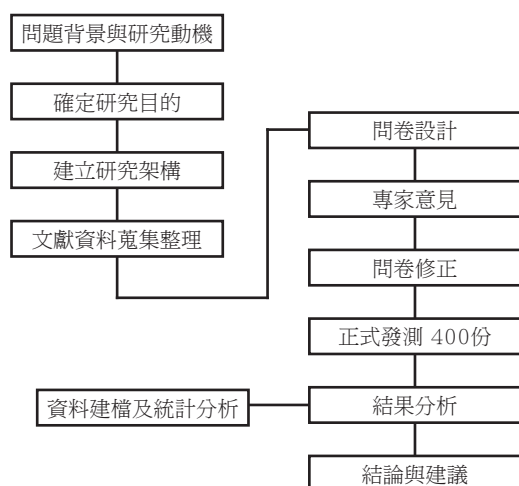 問題背景與研究動機
確定研究目的
建立研究架構
文獻資料蒐集整理
問卷設計
專家意見
問卷修正
正式發測 400份
資料建檔及統計分析
結果分析
結論與建議